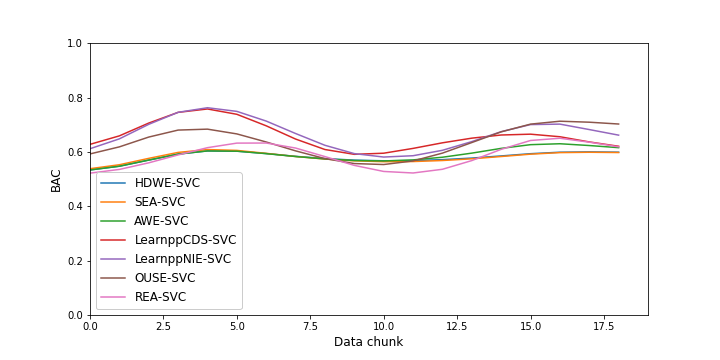 1.0
0.8
0.6
0.4
0.2
0.0
BAC
HDWE-SVC
SEA-SVC
AWE-SVC
LearnppCDS-SVC
LearnppNIE-SVC
OUSE-SVC
REA-SVC
0.0 2.5 5.0 7.5 10.0 12.5 15.0 17.5
Data chunk